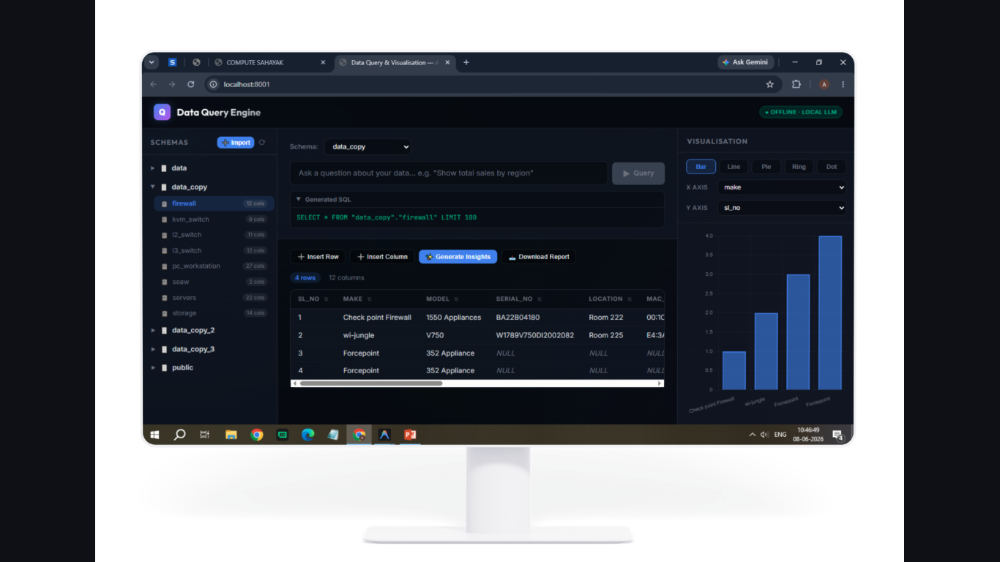 S
COMPUTE SAHAYAK
Data Query & Visualisation — /
Ask Gemini
localhost:8001
A
Q
Data Query Engine
OFFLINE · LOCAL LLM
SCHEMAS
Import
data
data_copy
firewall 12 cols
kvm_switch 9 cols
l2_switch 11 cols
l3_switch 12 cols
pc_workstation 27 cols
seaw 2 cols
servers 22 cols
storage 14 cols
data_copy_2
data_copy_3
public
Schema: data_copy
Ask a question about your data... e.g. "Show total sales by region"
Query
Generated SQL
SELECT * FROM "data_copy"."firewall" LIMIT 100
Insert Row
Insert Column
Generate Insights
Download Report
4 rows 12 columns
SL_NO MAKE MODEL SERIAL_NO LOCATION MAC_
1 Check point Firewall 1550 Appliances BA22B04180 Room 222 00:1C
2 wi-jungle V750 W1789V750DI2002082 Room 225 E4:3A
3 Forcepoint 352 Appliance NULL NULL NULL
4 Forcepoint 352 Appliance NULL NULL NULL
VISUALISATION
Bar Line Pie Ring Dot
X AXIS make
Y AXIS sl_no
4.0
3.5
3.0
2.5
2.0
1.5
1.0
0.5
0
Check point Firewall wi-jungle Forcepoint Forcepoint
ENG
10:46:49
08-06-2026
4